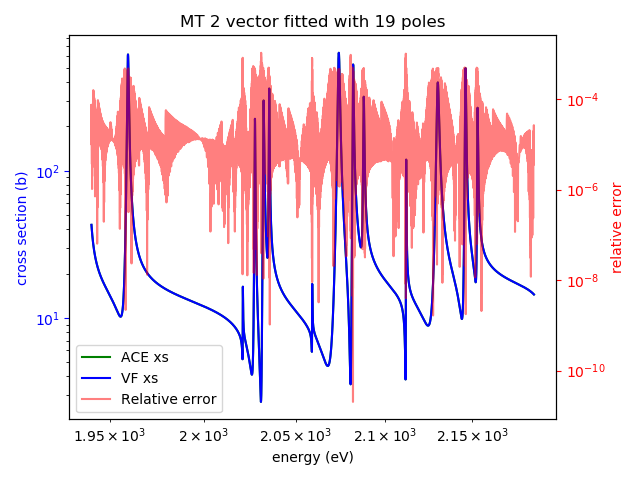 MT 2 vector fitted with 19 poles
cross section (b)
10²
10¹
relative error
10⁻⁴
10⁻⁶
10⁻⁸
10⁻¹⁰
ACE xs
VF xs
Relative error
1.95 × 10³ 2 × 10³ 2.05 × 10³ 2.1 × 10³ 2.15 × 10³
energy (eV)